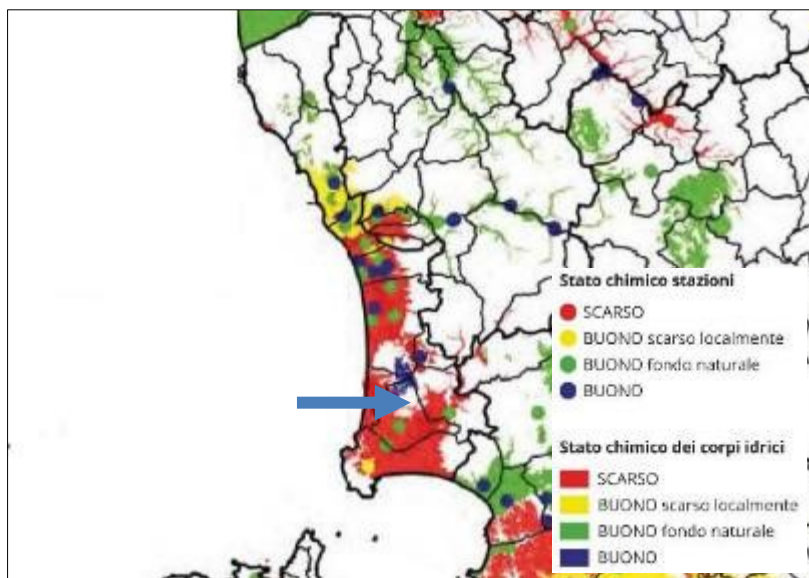 Stato chimico stazioni
SCARSO
BUONO scarso localmente
BUONO fondo naturale
BUONO
Stato chimico dei corpi idrici
SCARSO
BUONO scarso localmente
BUONO fondo naturale
BUONO